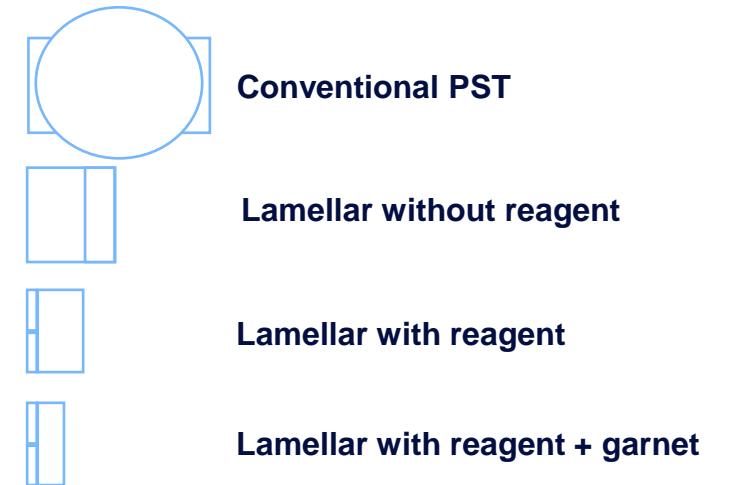 Conventional PST
Lamellar without reagent
Lamellar with reagent
Lamellar with reagent + garnet